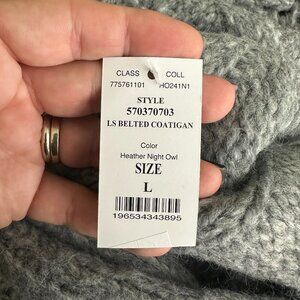 CLASS COLL
775761101 HO241N1
STYLE
570370703
LS BELTED COATIGAN
Color
Heather Night Owl
SIZE
L
196534343895